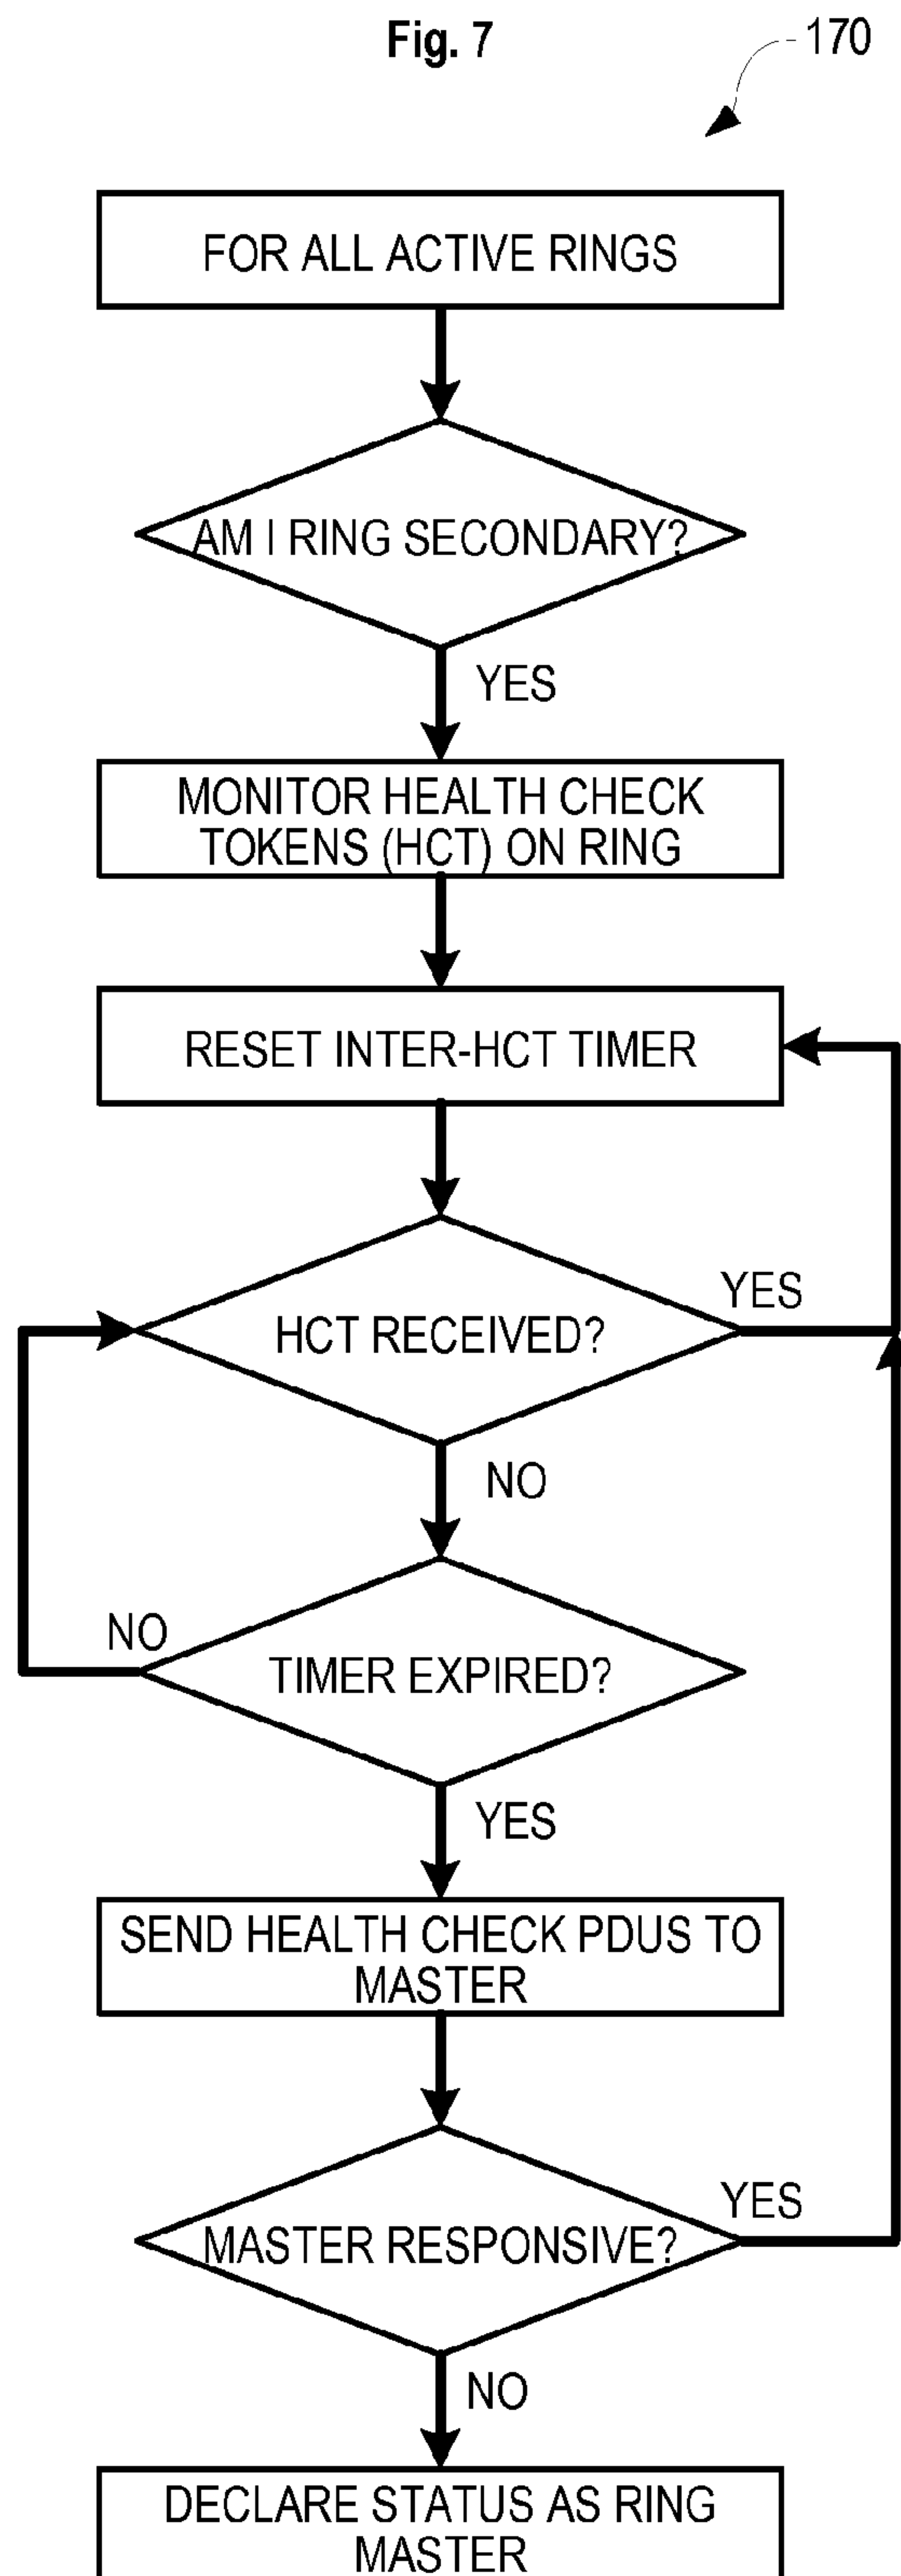 Fig. 7
170
FOR ALL ACTIVE RINGS
AM I RING SECONDARY?
YES
MONITOR HEALTH CHECK
TOKENS (HCT) ON RING
RESET INTER-HCT TIMER
YES
HCT RECEIVED?
NO
NO
TIMER EXPIRED?
YES
SEND HEALTH CHECK PDUS TO
MASTER
YES
MASTER RESPONSIVE?
NO
DECLARE STATUS AS RING
MASTER